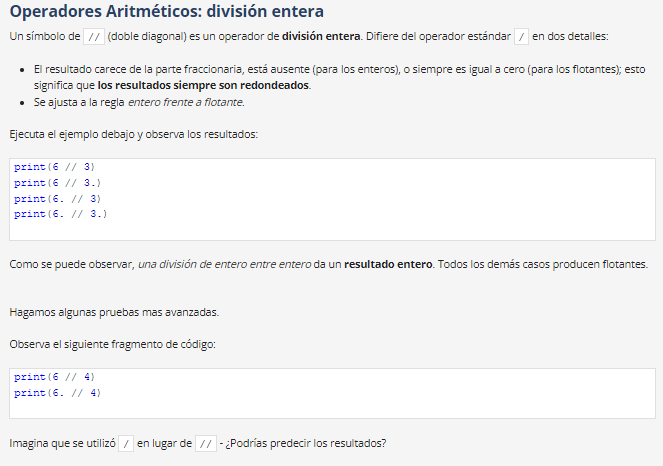 Operadores Aritméticos: división entera
Un símbolo de // (doble diagonal) es un operador de división entera. Difiere del operador estándar / en dos detalles:
El resultado carece de la parte fraccionaria, está ausente (para los enteros), o siempre es igual a cero (para los flotantes); esto
significa que los resultados siempre son redondeados.
Se ajusta a la regla entero frente a flotante.
Ejecuta el ejemplo debajo y observa los resultados:
print(6 // 3)
print(6 // 3.)
print(6. // 3)
print(6. // 3.)
Como se puede observar, una división de entero entre entero da un resultado entero. Todos los demás casos producen flotantes.
Hagamos algunas pruebas mas avanzadas.
Observa el siguiente fragmento de código:
print(6 // 4)
print(6. // 4)
Imagina que se utilizó / en lugar de // - ¿Podrías predecir los resultados?